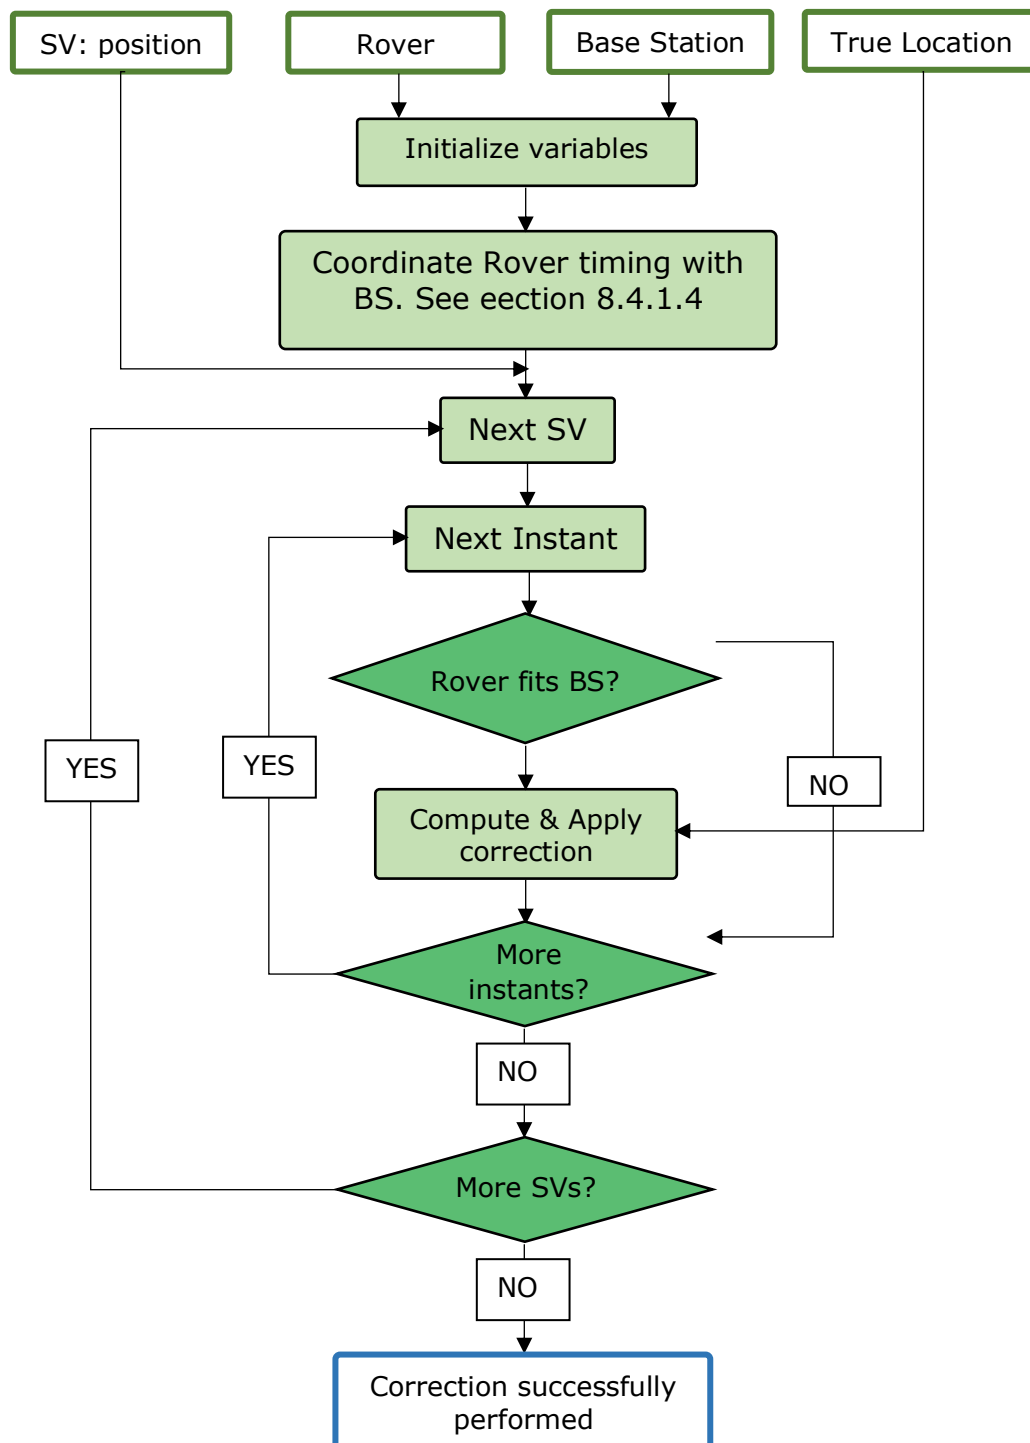 SV: position
Rover
Base Station
True Location
Initialize variables
Coordinate Rover timing with
BS. See eection 8.4.1.4
Next SV
Next Instant
Rover fits BS?
YES
YES
NO
Compute & Apply
correction
More
instants?
NO
More SVs?
NO
Correction successfully
performed